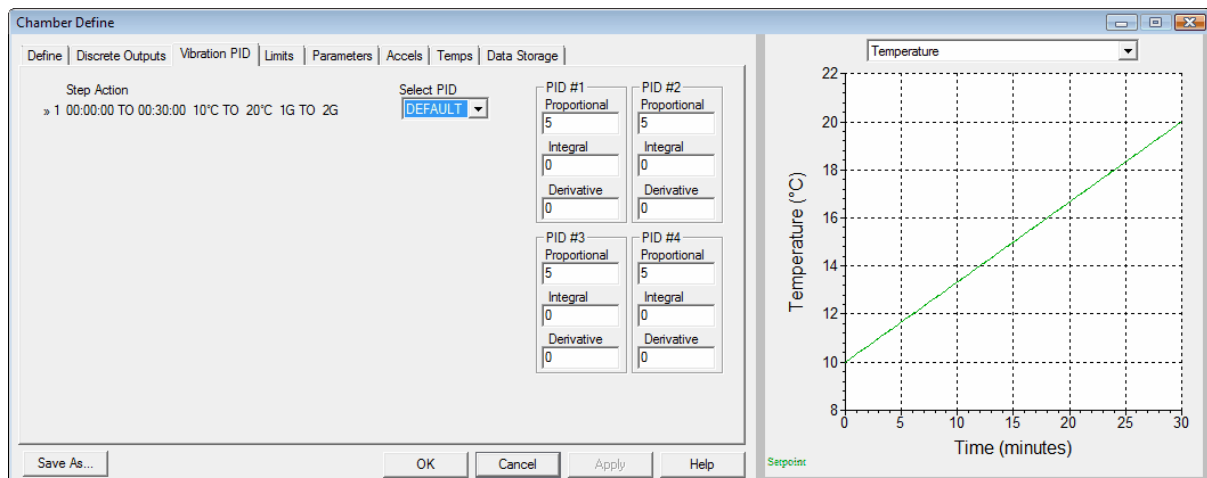 Chamber Define
Define Discrete Outputs Vibration PID Limits Parameters Accels Temps Data Storage
Step Action
» 1 00:00:00 TO 00:30:00 10°C TO 20°C 1G TO 2G
Select PID
DEFAULT
PID #1
Proportional
5
Integral
0
Derivative
0
PID #2
Proportional
5
Integral
0
Derivative
0
PID #3
Proportional
5
Integral
0
Derivative
0
PID #4
Proportional
5
Integral
0
Derivative
0
Save As...
OK
Cancel
Apply
Help
Temperature
Temperature (°C)
22
20
18
16
14
12
10
8
0 5 10 15 20 25 30
Time (minutes)
Setpoint